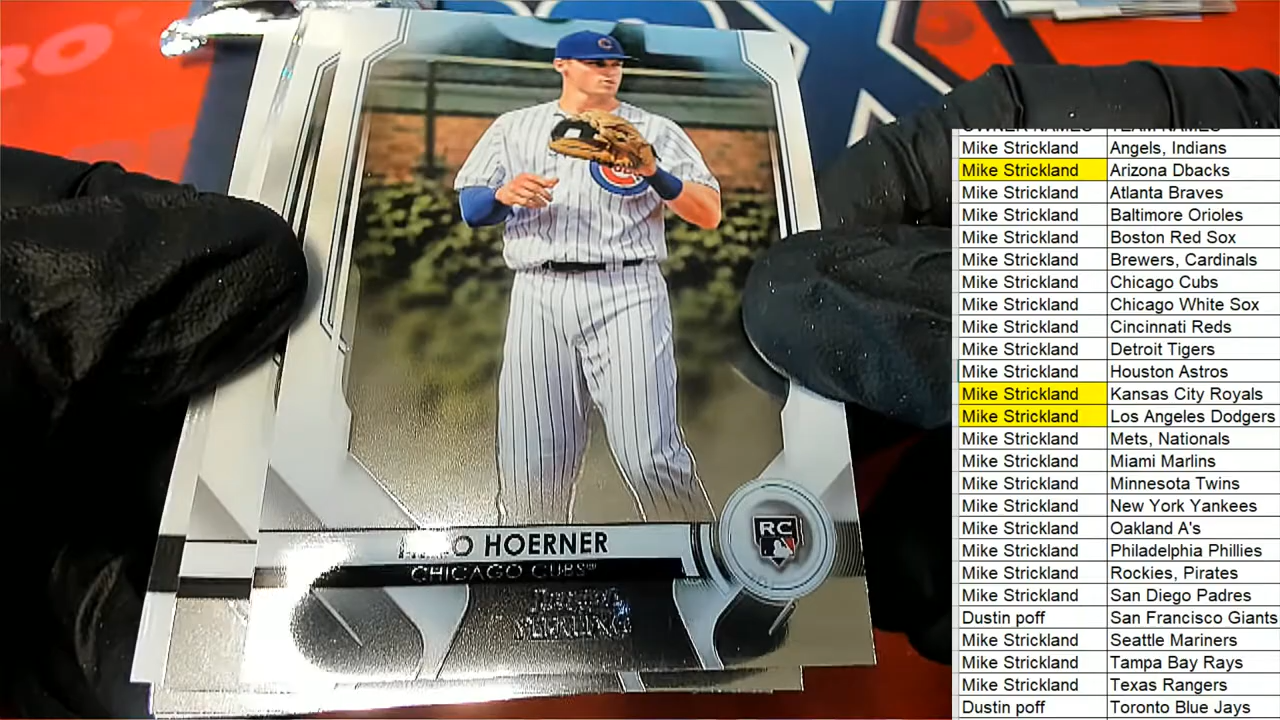 HOERNER
CHICAGO CUBS
RC
STERLING
OWNER NAMES TEAM NAMES
Mike Strickland Angels, Indians
Mike Strickland Arizona Dbacks
Mike Strickland Atlanta Braves
Mike Strickland Baltimore Orioles
Mike Strickland Boston Red Sox
Mike Strickland Brewers, Cardinals
Mike Strickland Chicago Cubs
Mike Strickland Chicago White Sox
Mike Strickland Cincinnati Reds
Mike Strickland Detroit Tigers
Mike Strickland Houston Astros
Mike Strickland Kansas City Royals
Mike Strickland Los Angeles Dodgers
Mike Strickland Mets, Nationals
Mike Strickland Miami Marlins
Mike Strickland Minnesota Twins
Mike Strickland New York Yankees
Mike Strickland Oakland A's
Mike Strickland Philadelphia Phillies
Mike Strickland Rockies, Pirates
Mike Strickland San Diego Padres
Dustin poff San Francisco Giants
Mike Strickland Seattle Mariners
Mike Strickland Tampa Bay Rays
Mike Strickland Texas Rangers
Dustin poff Toronto Blue Jays